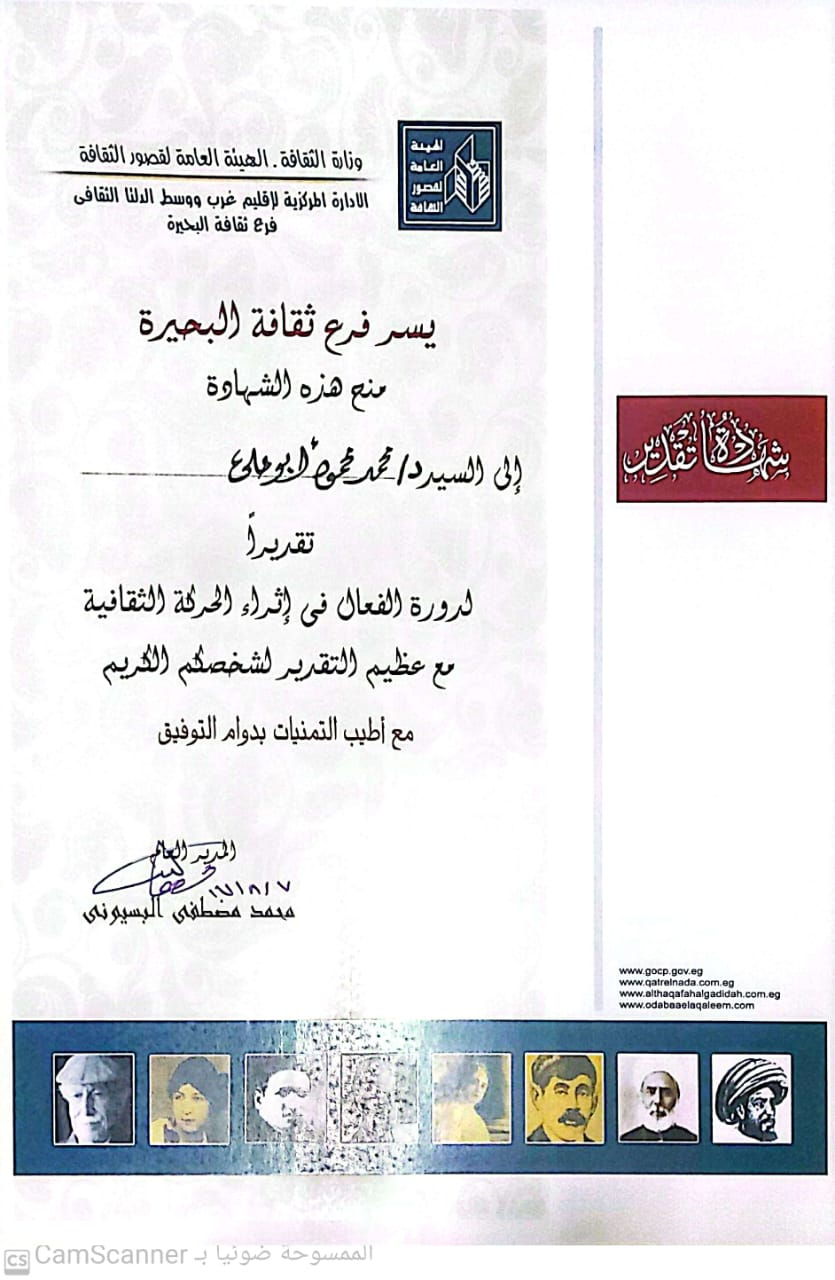 الهيئة
العامة
لقصور
الثقافة
وزارة الثقافة . الهيئة العامة لقصور الثقافة
الادارة المركزية لإقليم غرب ووسط الدلتا الثقافى
فرع ثقافة البحيرة
يسر فرع ثقافة البحيرة
منح هذه الشهادة
إلى السيد د/ محمد محمود أبو
تقديراً
لدورة الفعال فى إثراء الحركة الثقافية
مع عظيم التقدير لشخصكم الكريم
مع أطيب التمنيات بدوام التوفيق
المدير العام
محمد مصطفى البسيونى
شهادة تقدير
www.gocp.gov.eg
www.qatrelnada.com.eg
www.althaqafahalgadidah.com.eg
www.odabaaelaqaleem.com
CS CamScanner الممسوحة ضوئيا بـ